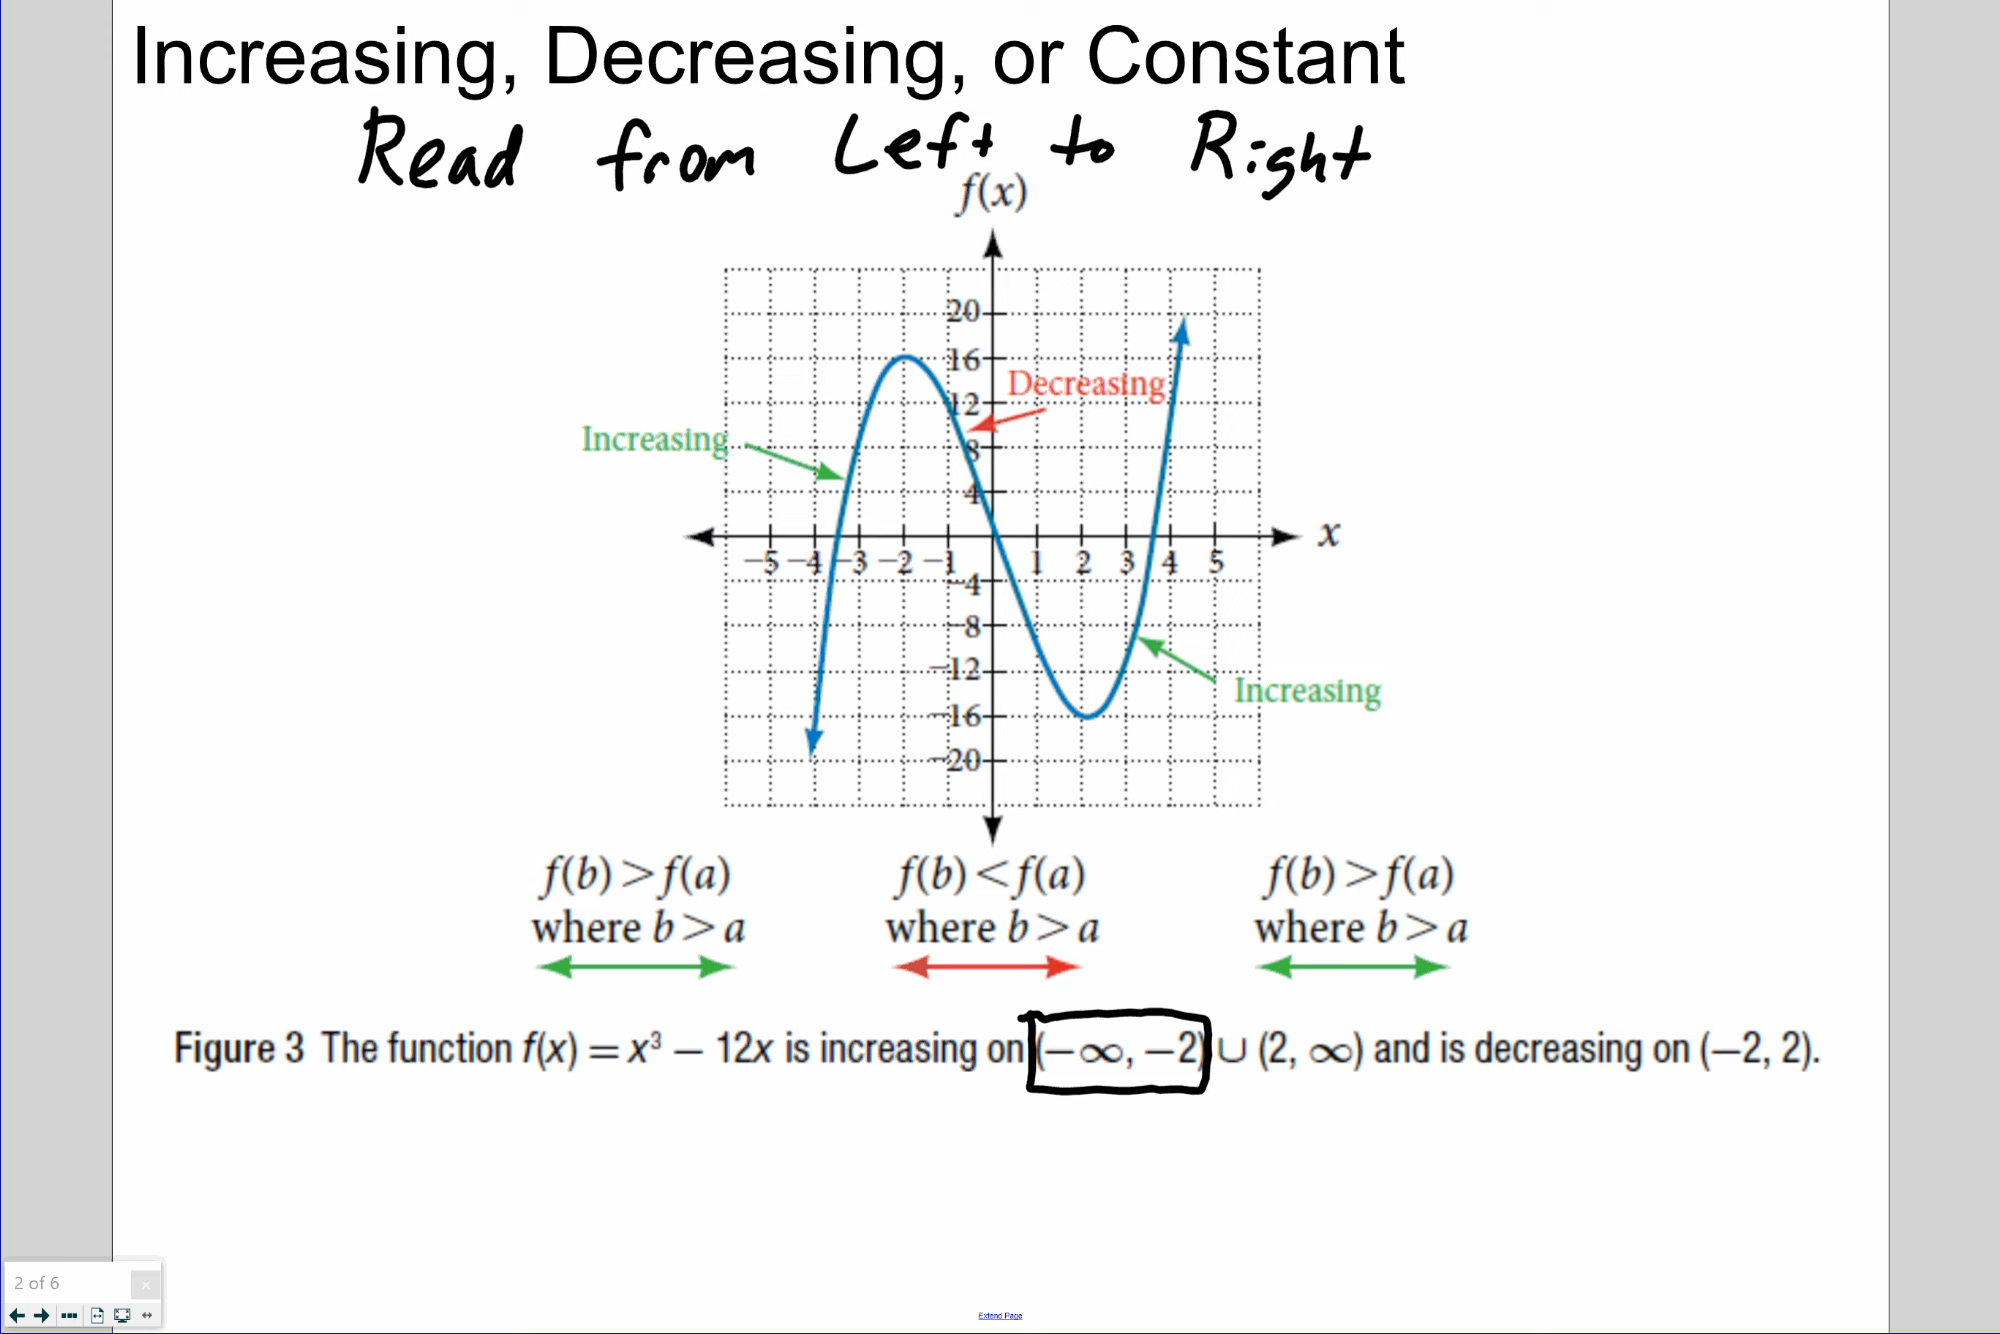 Increasing, Decreasing, or Constant
Read from Left to Right
f(x)
20
16
Decreasing
12
Increasing
8
4
x
−5 −4 −3 −2 −1 1 2 3 4 5
−4
−8
−12
Increasing
−16
−20
f(b) > f(a) f(b) < f(a) f(b) > f(a)
where b > a where b > a where b > a
Figure 3 The function f(x) = x³ − 12x is increasing on (−∞, −2) ∪ (2, ∞) and is decreasing on (−2, 2).
2 of 6
Extend Page